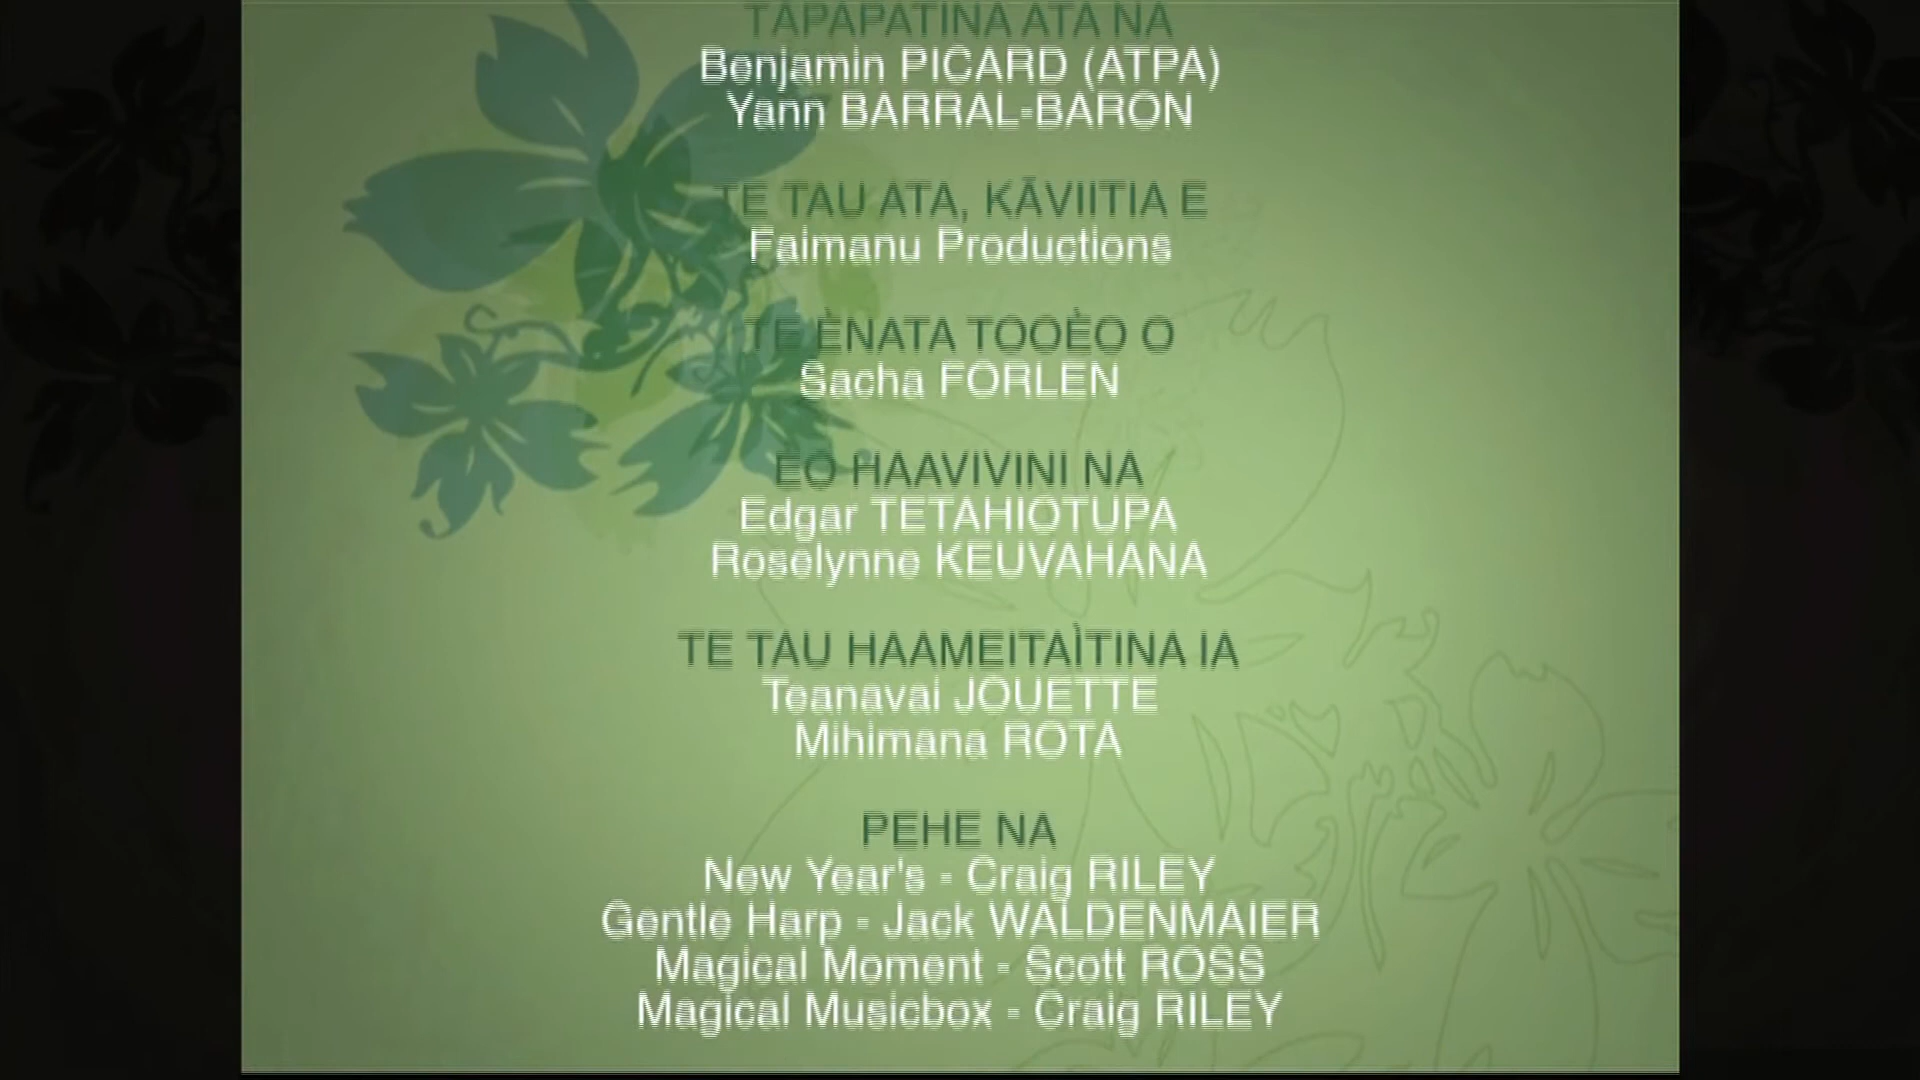 TĀPAPATINA ATA NA
Benjamin PICARD (ATPA)
Yann BARRAL-BARON
TE TAU ATA, KĀVIITIA E
Faimanu Productions
TE ÈNATA TOOÈO O
Sacha FORLEN
ÈO HAAVIVINI NA
Edgar TETAHIOTUPA
Roselynne KEUVAHANA
TE TAU HAAMEITAÌTINA IA
Teanavai JOUETTE
Mihimana ROTA
PEHE NA
New Year's - Craig RILEY
Gentle Harp - Jack WALDENMAIER
Magical Moment - Scott ROSS
Magical Musicbox - Craig RILEY